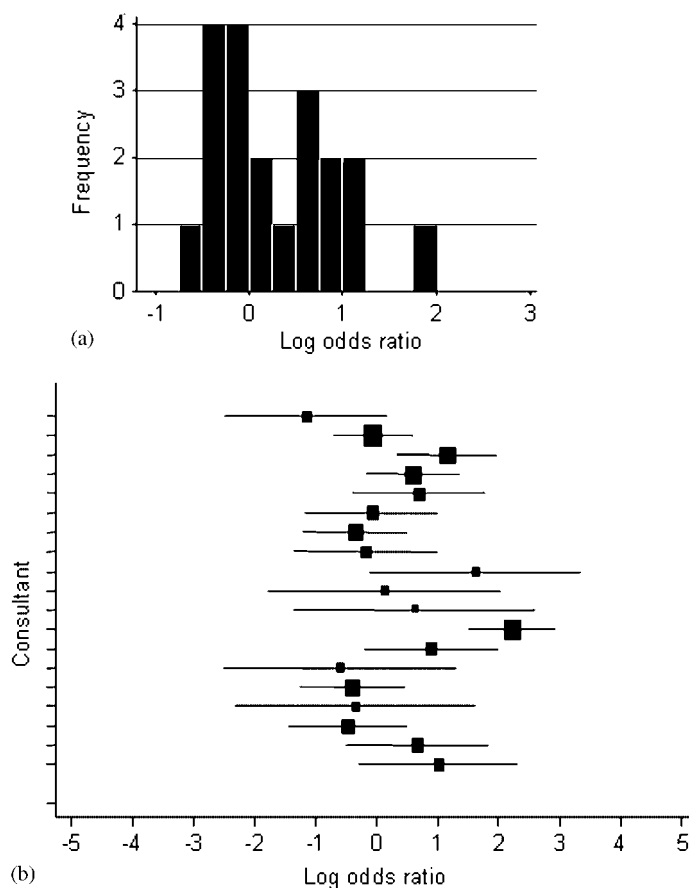 4
3
2
1
0
Frequency
-1 0 1 2 3
Log odds ratio
(a)
Consultant
-5 -4 -3 -2 -1 0 1 2 3 4 5
Log odds ratio
(b)